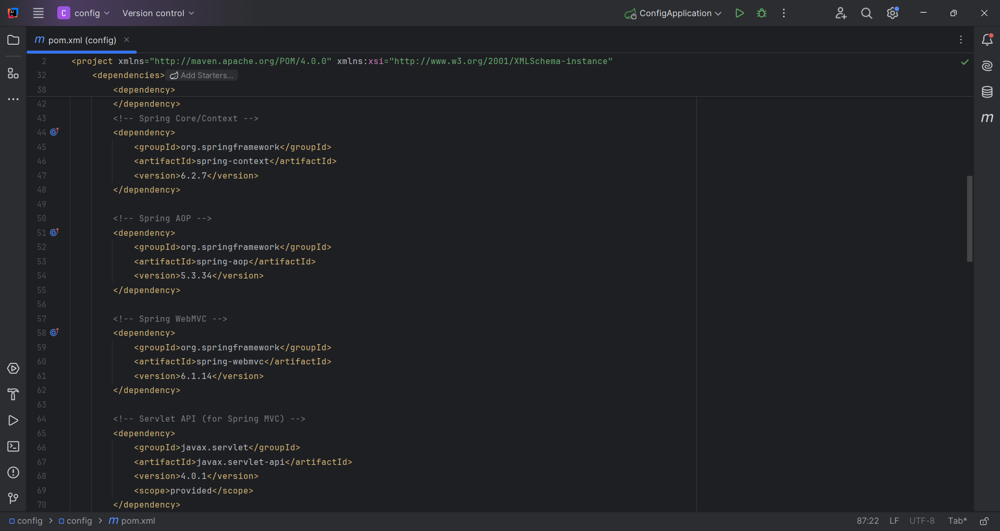 C config Version control ConfigApplication
m pom.xml (config)
2 <project xmlns="http://maven.apache.org/POM/4.0.0" xmlns:xsi="http://www.w3.org/2001/XMLSchema-instance"
32 <dependencies> Add Starters...
38 <dependency>
42 </dependency>
43 <!-- Spring Core/Context -->
44 <dependency>
45 <groupId>org.springframework</groupId>
46 <artifactId>spring-context</artifactId>
47 <version>6.2.7</version>
48 </dependency>
49
50 <!-- Spring AOP -->
51 <dependency>
52 <groupId>org.springframework</groupId>
53 <artifactId>spring-aop</artifactId>
54 <version>5.3.34</version>
55 </dependency>
56
57 <!-- Spring WebMVC -->
58 <dependency>
59 <groupId>org.springframework</groupId>
60 <artifactId>spring-webmvc</artifactId>
61 <version>6.1.14</version>
62 </dependency>
63
64 <!-- Servlet API (for Spring MVC) -->
65 <dependency>
66 <groupId>javax.servlet</groupId>
67 <artifactId>javax.servlet-api</artifactId>
68 <version>4.0.1</version>
69 <scope>provided</scope>
70 </dependency>
m
config > config > m pom.xml 87:22 LF UTF-8 Tab*